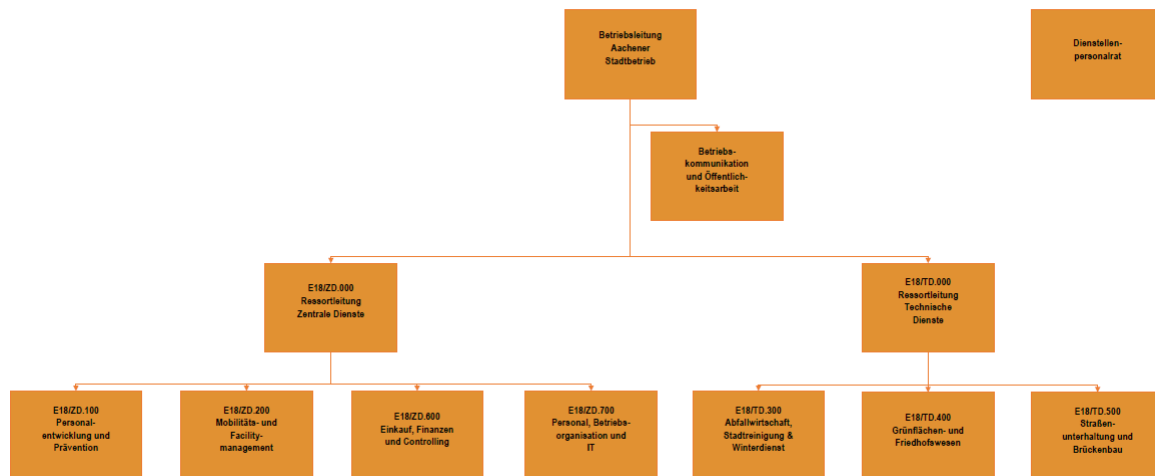 Betriebsleitung
Aachener
Stadtbetrieb
Dienstellen-
personalrat
Betriebs-
kommunikation
und Öffentlich-
keitsarbeit
E18/ZD.000
Ressortleitung
Zentrale Dienste
E18/TD.000
Ressortleitung
Technische
Dienste
E18/ZD.100
Personal-
entwicklung und
Prävention
E18/ZD.200
Mobilitäts- und
Facility-
management
E18/ZD.600
Einkauf, Finanzen
und Controlling
E18/ZD.700
Personal, Betriebs-
organisation und
IT
E18/TD.300
Abfallwirtschaft,
Stadtreinigung &
Winterdienst
E18/TD.400
Grünflächen- und
Friedhofswesen
E18/TD.500
Straßen-
unterhaltung und
Brückenbau